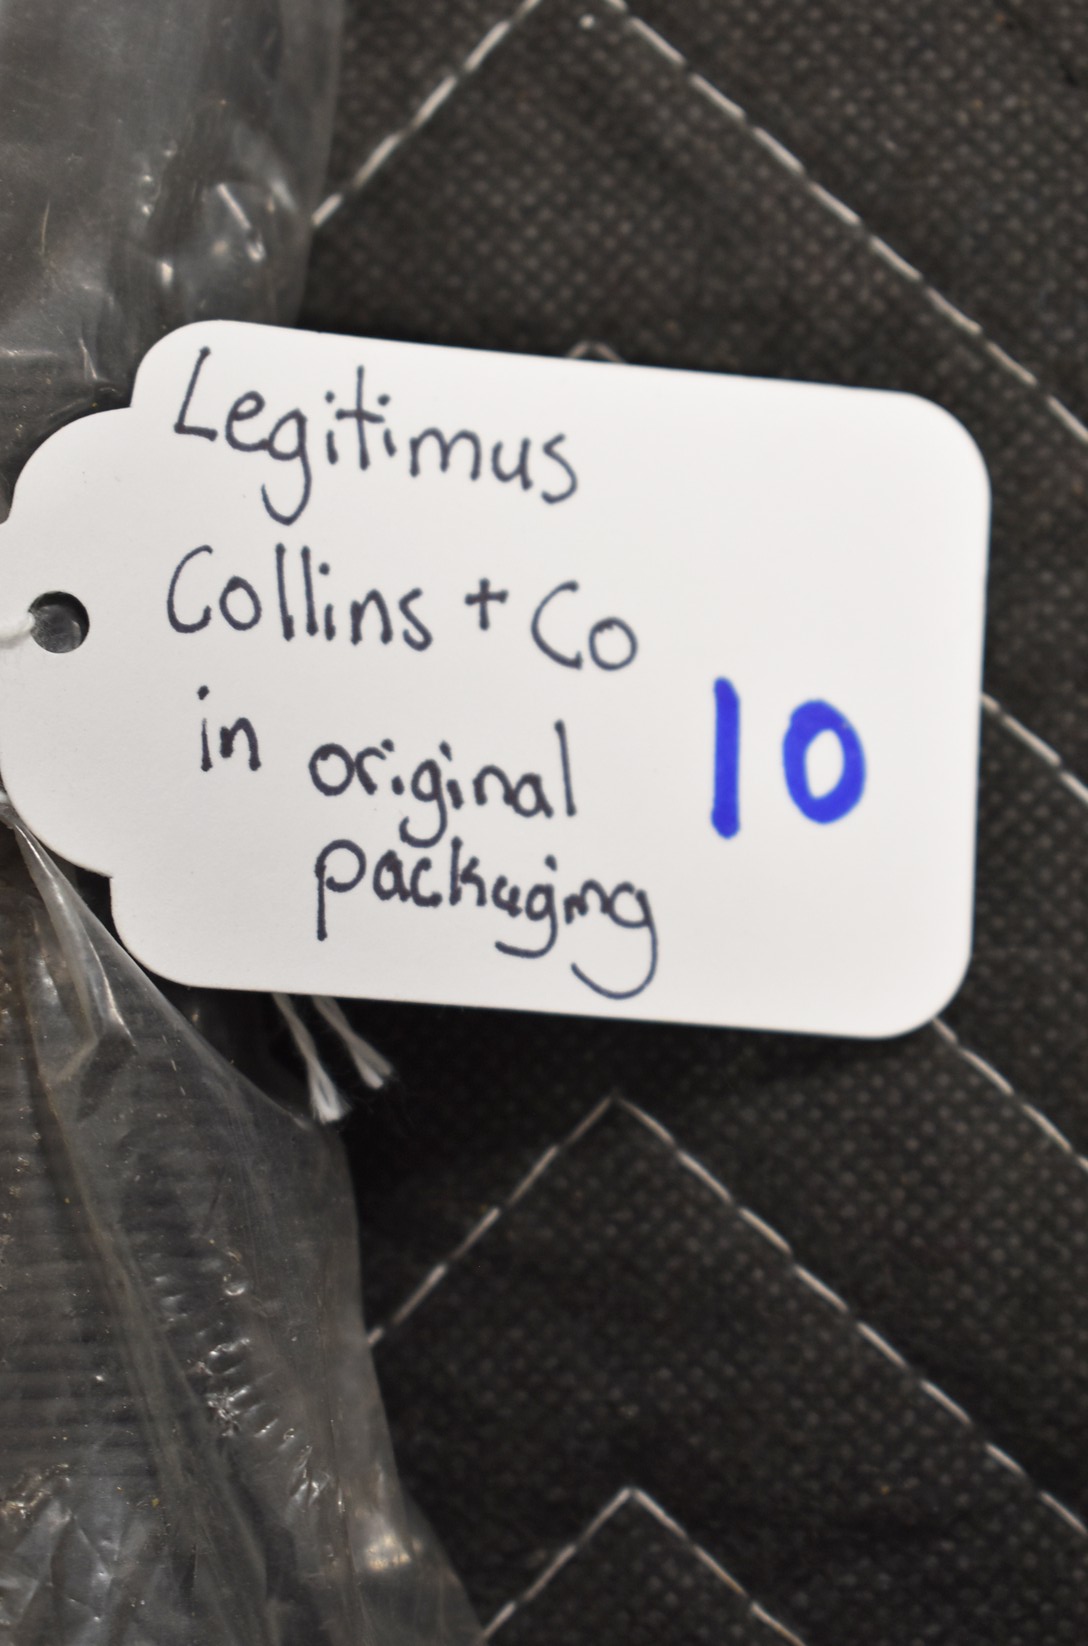 Legitimus
Collins + Co
in original
packaging
10